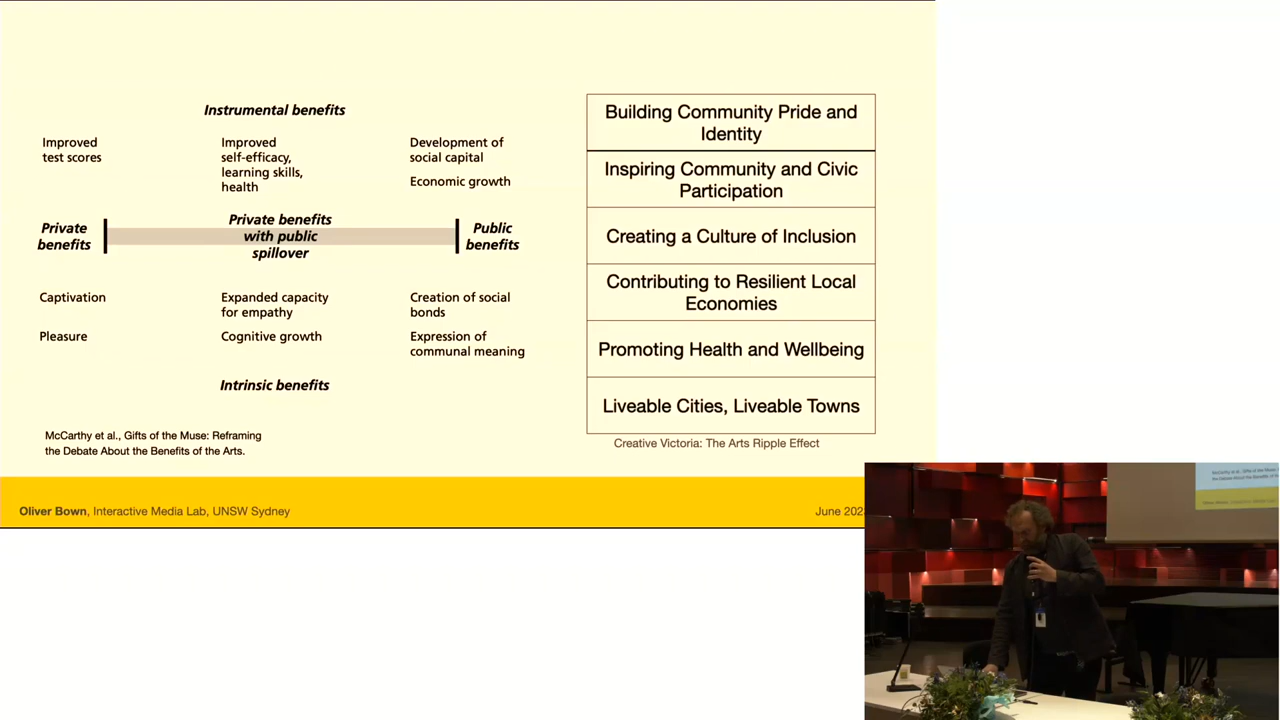 Instrumental benefits
Improved
test scores
Improved
self-efficacy,
learning skills,
health
Development of
social capital
Economic growth
Private
benefits
Private benefits
with public
spillover
Public
benefits
Captivation
Expanded capacity
for empathy
Creation of social
bonds
Pleasure
Cognitive growth
Expression of
communal meaning
Intrinsic benefits
McCarthy et al., Gifts of the Muse: Reframing
the Debate About the Benefits of the Arts.
Building Community Pride and
Identity
Inspiring Community and Civic
Participation
Creating a Culture of Inclusion
Contributing to Resilient Local
Economies
Promoting Health and Wellbeing
Liveable Cities, Liveable Towns
Creative Victoria: The Arts Ripple Effect
Oliver Bown, Interactive Media Lab, UNSW Sydney
June 202